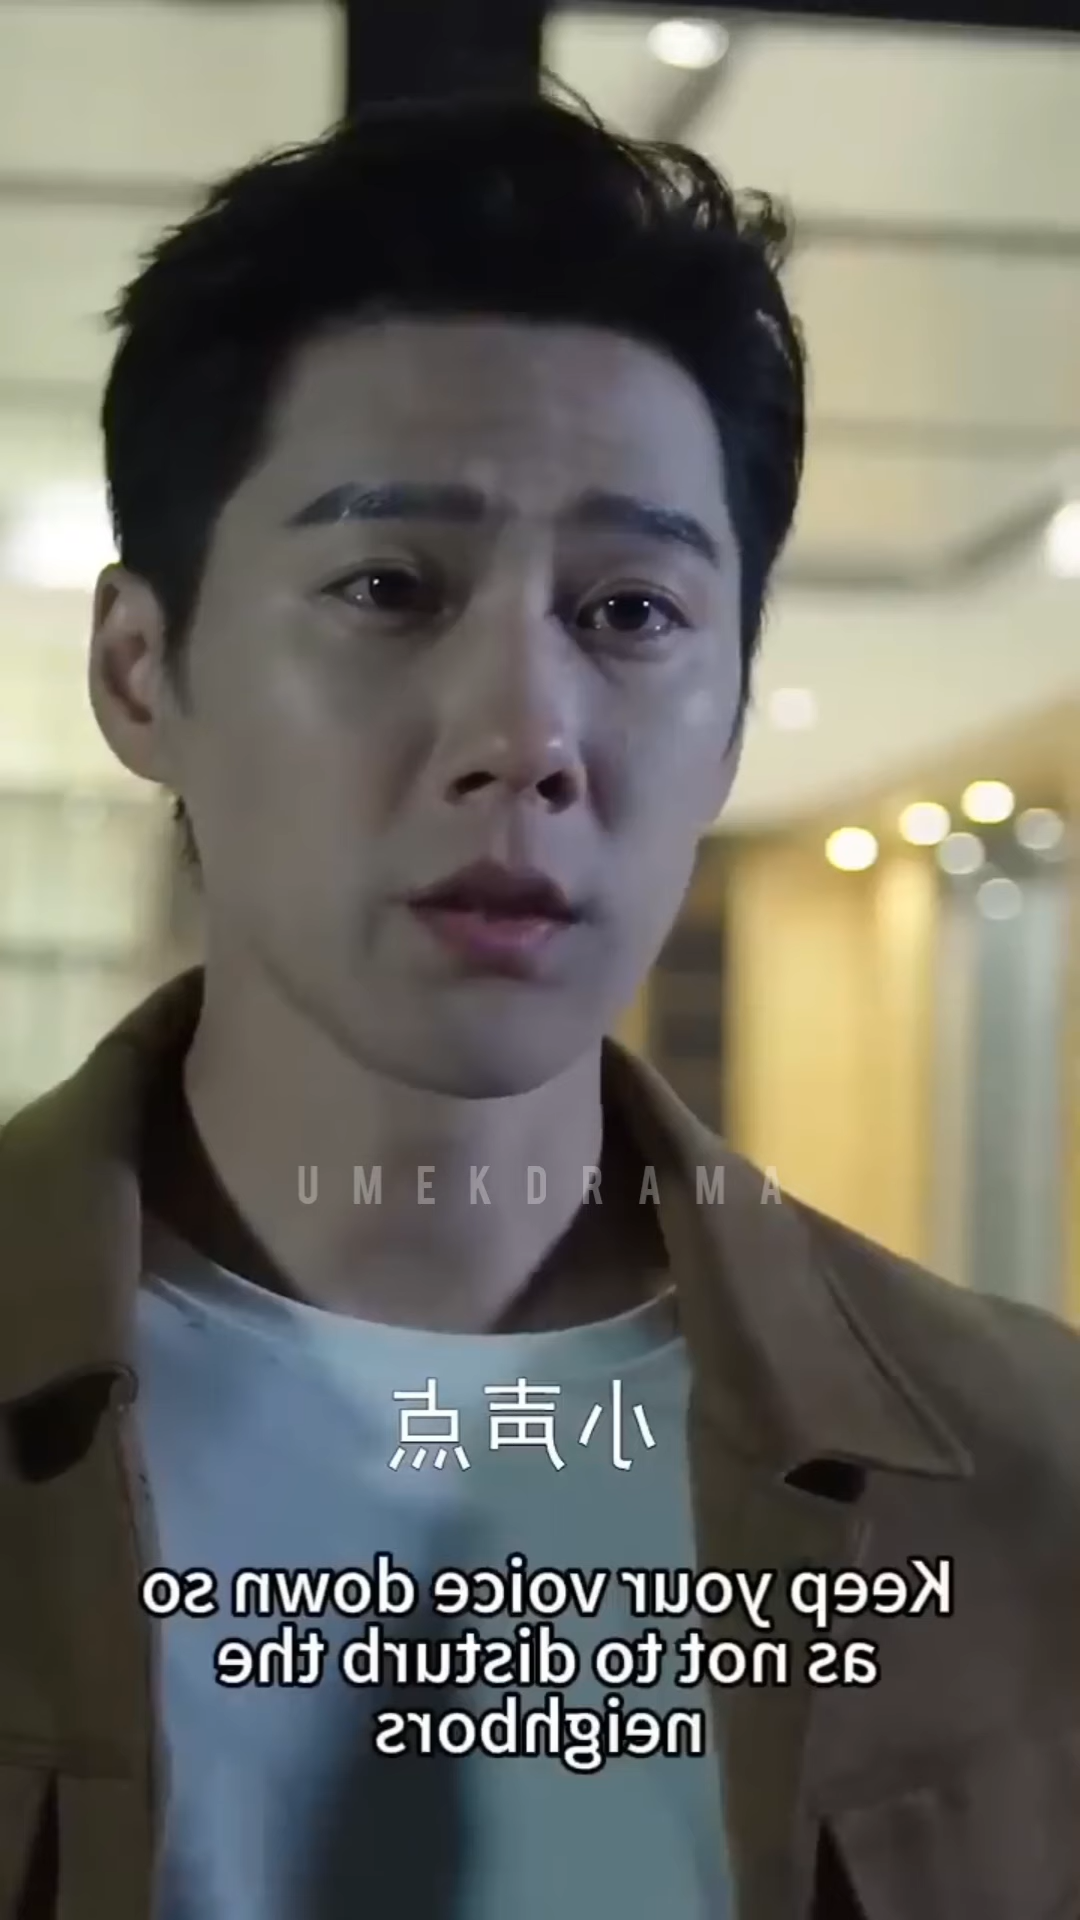 UMEKDRAMA
小声点
Keep your voice down so
as not to disturb the
neighbors